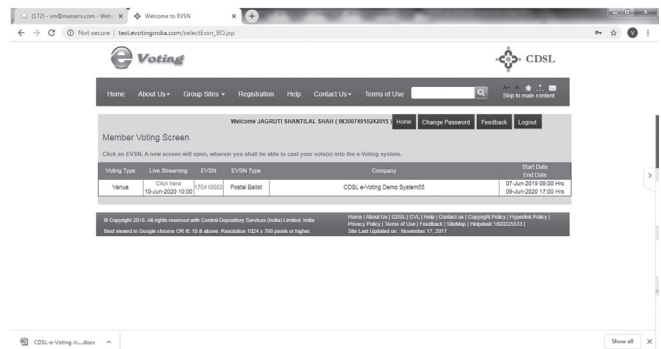 (172) - sm@masserv.com - Web
Welcome to EVSN
Not secure | test.evotingindia.com/selectEvsn_BO.jsp
e Voting
CDSL
Home About Us Group Sites Registration Help Contact Us Terms of Use
Skip to main content
Welcome JAGRUTI SHANTILAL SHAH ( IN30074910242015 ) Home Change Password Feedback Logout
Member Voting Screen
Click an EVSN. A new screen will open, wherein you shall be able to cast your vote(s) into the e-Voting system.
Voting Type Live Streaming EVSN EVSN Type Company Start Date
End Date
Venue Click here
10-Jun-2020 10:00 170410003 Postal Ballot CDSL e-Voting Demo System55 07-Jun-2019 09:00 Hrs
09-Jun-2020 17:00 Hrs
© Copyright 2015. All rights reserved with Central Depository Services (India) Limited, India
Best viewed in Google chrome OR IE 10 & above. Resolution 1024 x 768 pixels or higher.
Home | About Us | CDSL | CVL | Help | Contact us | Copyright Policy | Hyperlink Policy |
Privacy Policy | Terms of Use | Feedback | SiteMap | Helpdesk :1800225533 |
Site Last Updated on : November 17, 2017
CDSL-e-Voting in....docx
Show all